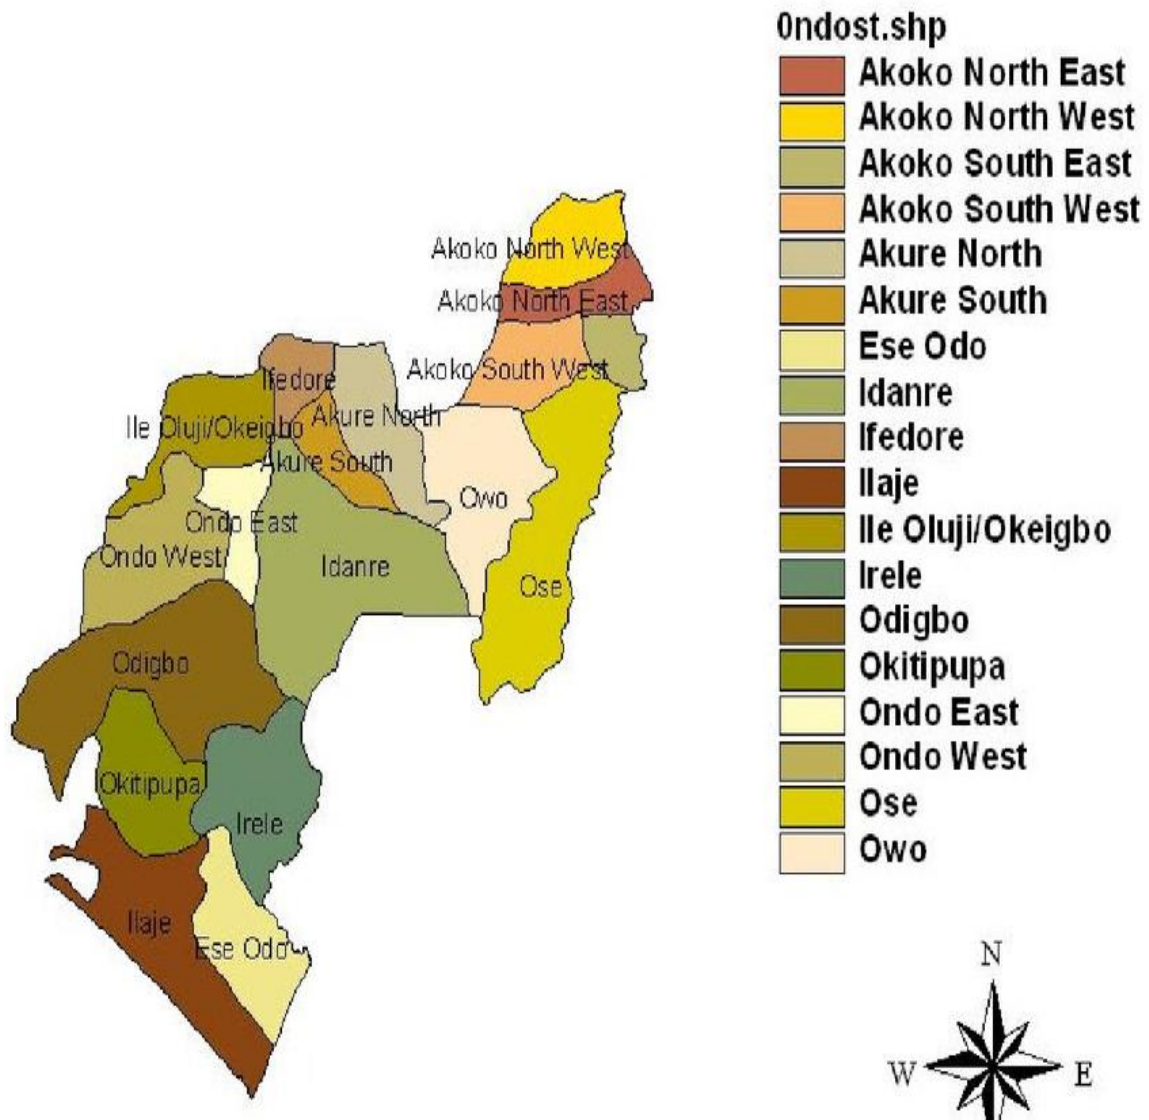 0ndost.shp
Akoko North East
Akoko North West
Akoko South East
Akoko South West
Akure North
Akure South
Ese Odo
Idanre
Ifedore
Ilaje
Ile Oluji/Okeigbo
Irele
Odigbo
Okitipupa
Ondo East
Ondo West
Ose
Owo
Akoko North West
Akoko North East
Akoko South West
Ifedore
Akure North
Ile Oluji/Okeigbo
Akure South
Owo
Ondo East
Ondo West
Idanre
Ose
Odigbo
Okitipupa
Irele
Ilaje
Ese Odo
N
W
E